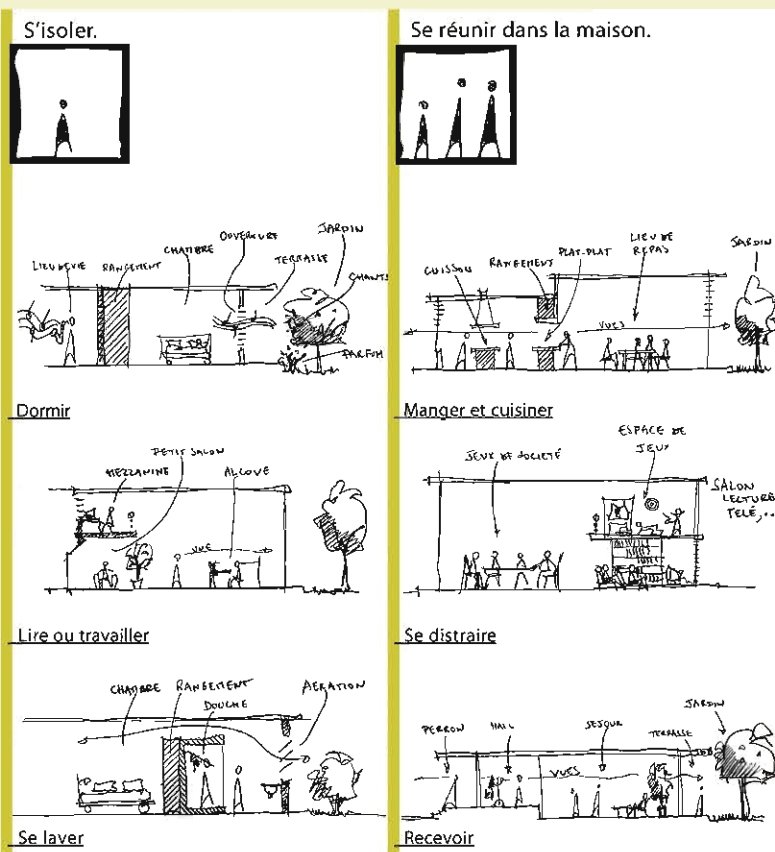 S'isoler.
LIEU DE VIE
RANGEMENT
CHAMBRE
OUVERTURE
TERRASSE
JARDIN
CHANTS
PARFUM
Dormir
MEZZANINE
PETIT SALON
ALCOVE
VUE
Lire ou travailler
CHAMBRE
RANGEMENT
DOUCHE
AERATION
Se laver
Se réunir dans la maison.
CUISSON
RANGEMENT
PLAT-PLAT
LIEU DE
REPAS
JARDIN
VUES
Manger et cuisiner
JEUX DE SOCIETÉ
ESPACE DE
JEUX
SALON
LECTURE
TELÉ,..
Se distraire
PERRON
HALL
SEJOUR
TERRASSE
JARDIN
VUES
Recevoir